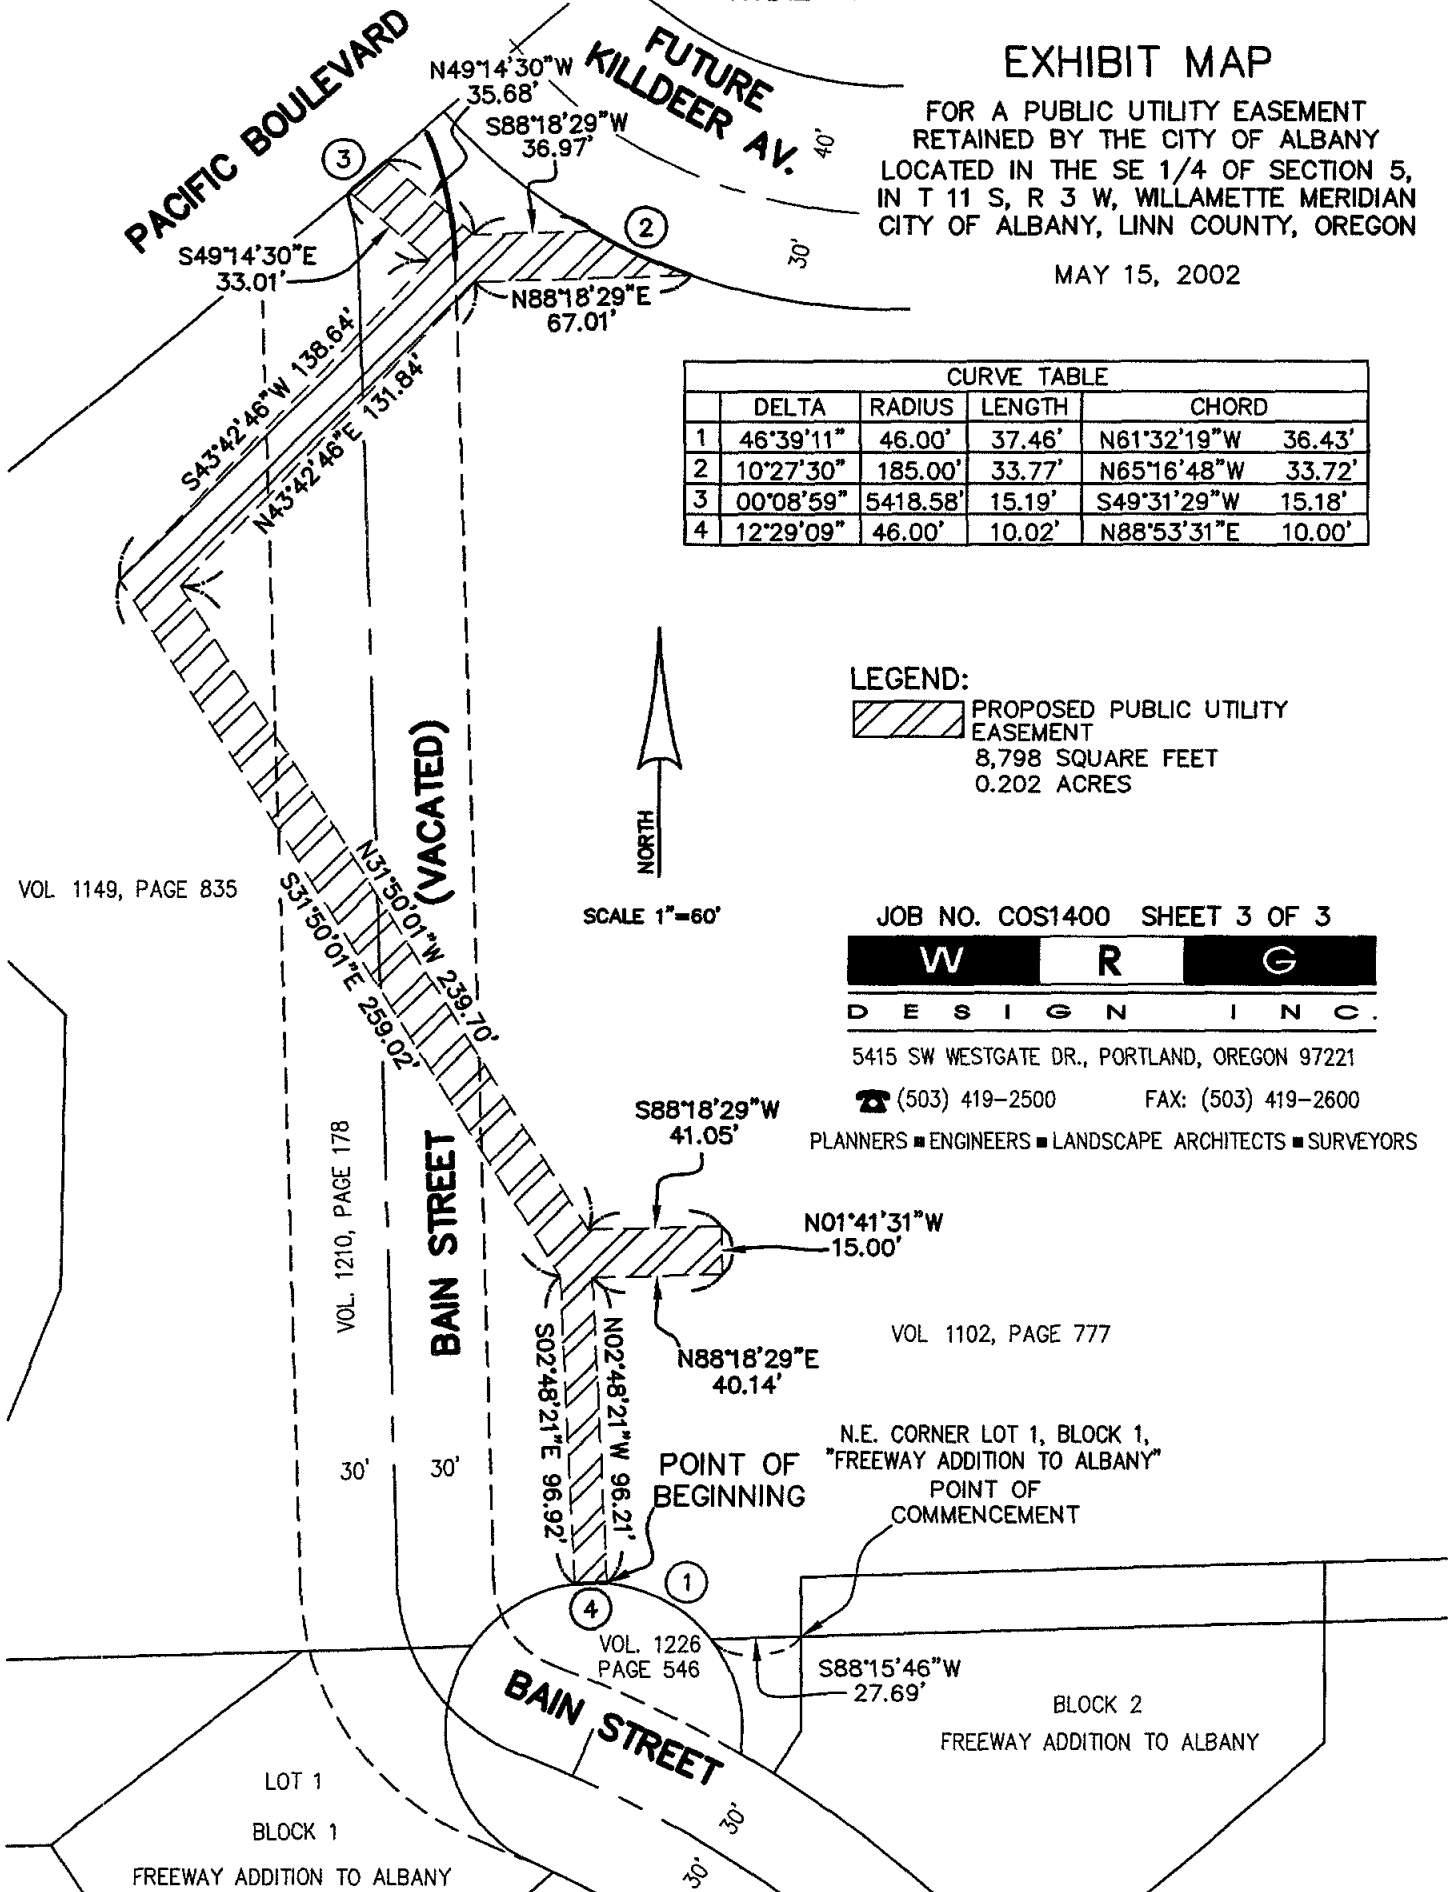 EXHIBIT MAP
FOR A PUBLIC UTILITY EASEMENT
RETAINED BY THE CITY OF ALBANY
LOCATED IN THE SE 1/4 OF SECTION 5,
IN T 11 S, R 3 W, WILLAMETTE MERIDIAN
CITY OF ALBANY, LINN COUNTY, OREGON
MAY 15, 2002
PACIFIC BOULEVARD
FUTURE
KILLDEER AV.
40'
30'
N49°14'30"W
35.68'
S88°18'29"W
36.97'
3
2
S49°14'30"E
33.01'
N88°18'29"E
67.01'
S43°42'46"W 138.64'
N43°42'46"E 131.84'
CURVE TABLE
DELTA RADIUS LENGTH CHORD
1 46°39'11" 46.00' 37.46' N61°32'19"W 36.43'
2 10°27'30" 185.00' 33.77' N65°16'48"W 33.72'
3 00°08'59" 5418.58' 15.19' S49°31'29"W 15.18'
4 12°29'09" 46.00' 10.02' N88°53'31"E 10.00'
LEGEND:
PROPOSED PUBLIC UTILITY
EASEMENT
8,798 SQUARE FEET
0.202 ACRES
NORTH
SCALE 1"=60'
(VACATED)
VOL 1149, PAGE 835
N31°50'01"W 239.70'
S31°50'01"E 259.02'
JOB NO. COS1400 SHEET 3 OF 3
W R G
DESIGN INC.
5415 SW WESTGATE DR., PORTLAND, OREGON 97221
(503) 419-2500 FAX: (503) 419-2600
PLANNERS ■ ENGINEERS ■ LANDSCAPE ARCHITECTS ■ SURVEYORS
VOL. 1210, PAGE 178
BAIN STREET
S88°18'29"W
41.05'
N01°41'31"W
15.00'
N88°18'29"E
40.14'
VOL 1102, PAGE 777
S02°48'21"E 96.92'
N02°48'21"W 96.21'
30'
30'
POINT OF
BEGINNING
N.E. CORNER LOT 1, BLOCK 1,
"FREEWAY ADDITION TO ALBANY"
POINT OF
COMMENCEMENT
1
4
VOL. 1226
PAGE 546
S88°15'46"W
27.69'
BAIN STREET
BLOCK 2
FREEWAY ADDITION TO ALBANY
LOT 1
BLOCK 1
FREEWAY ADDITION TO ALBANY
30'
30'